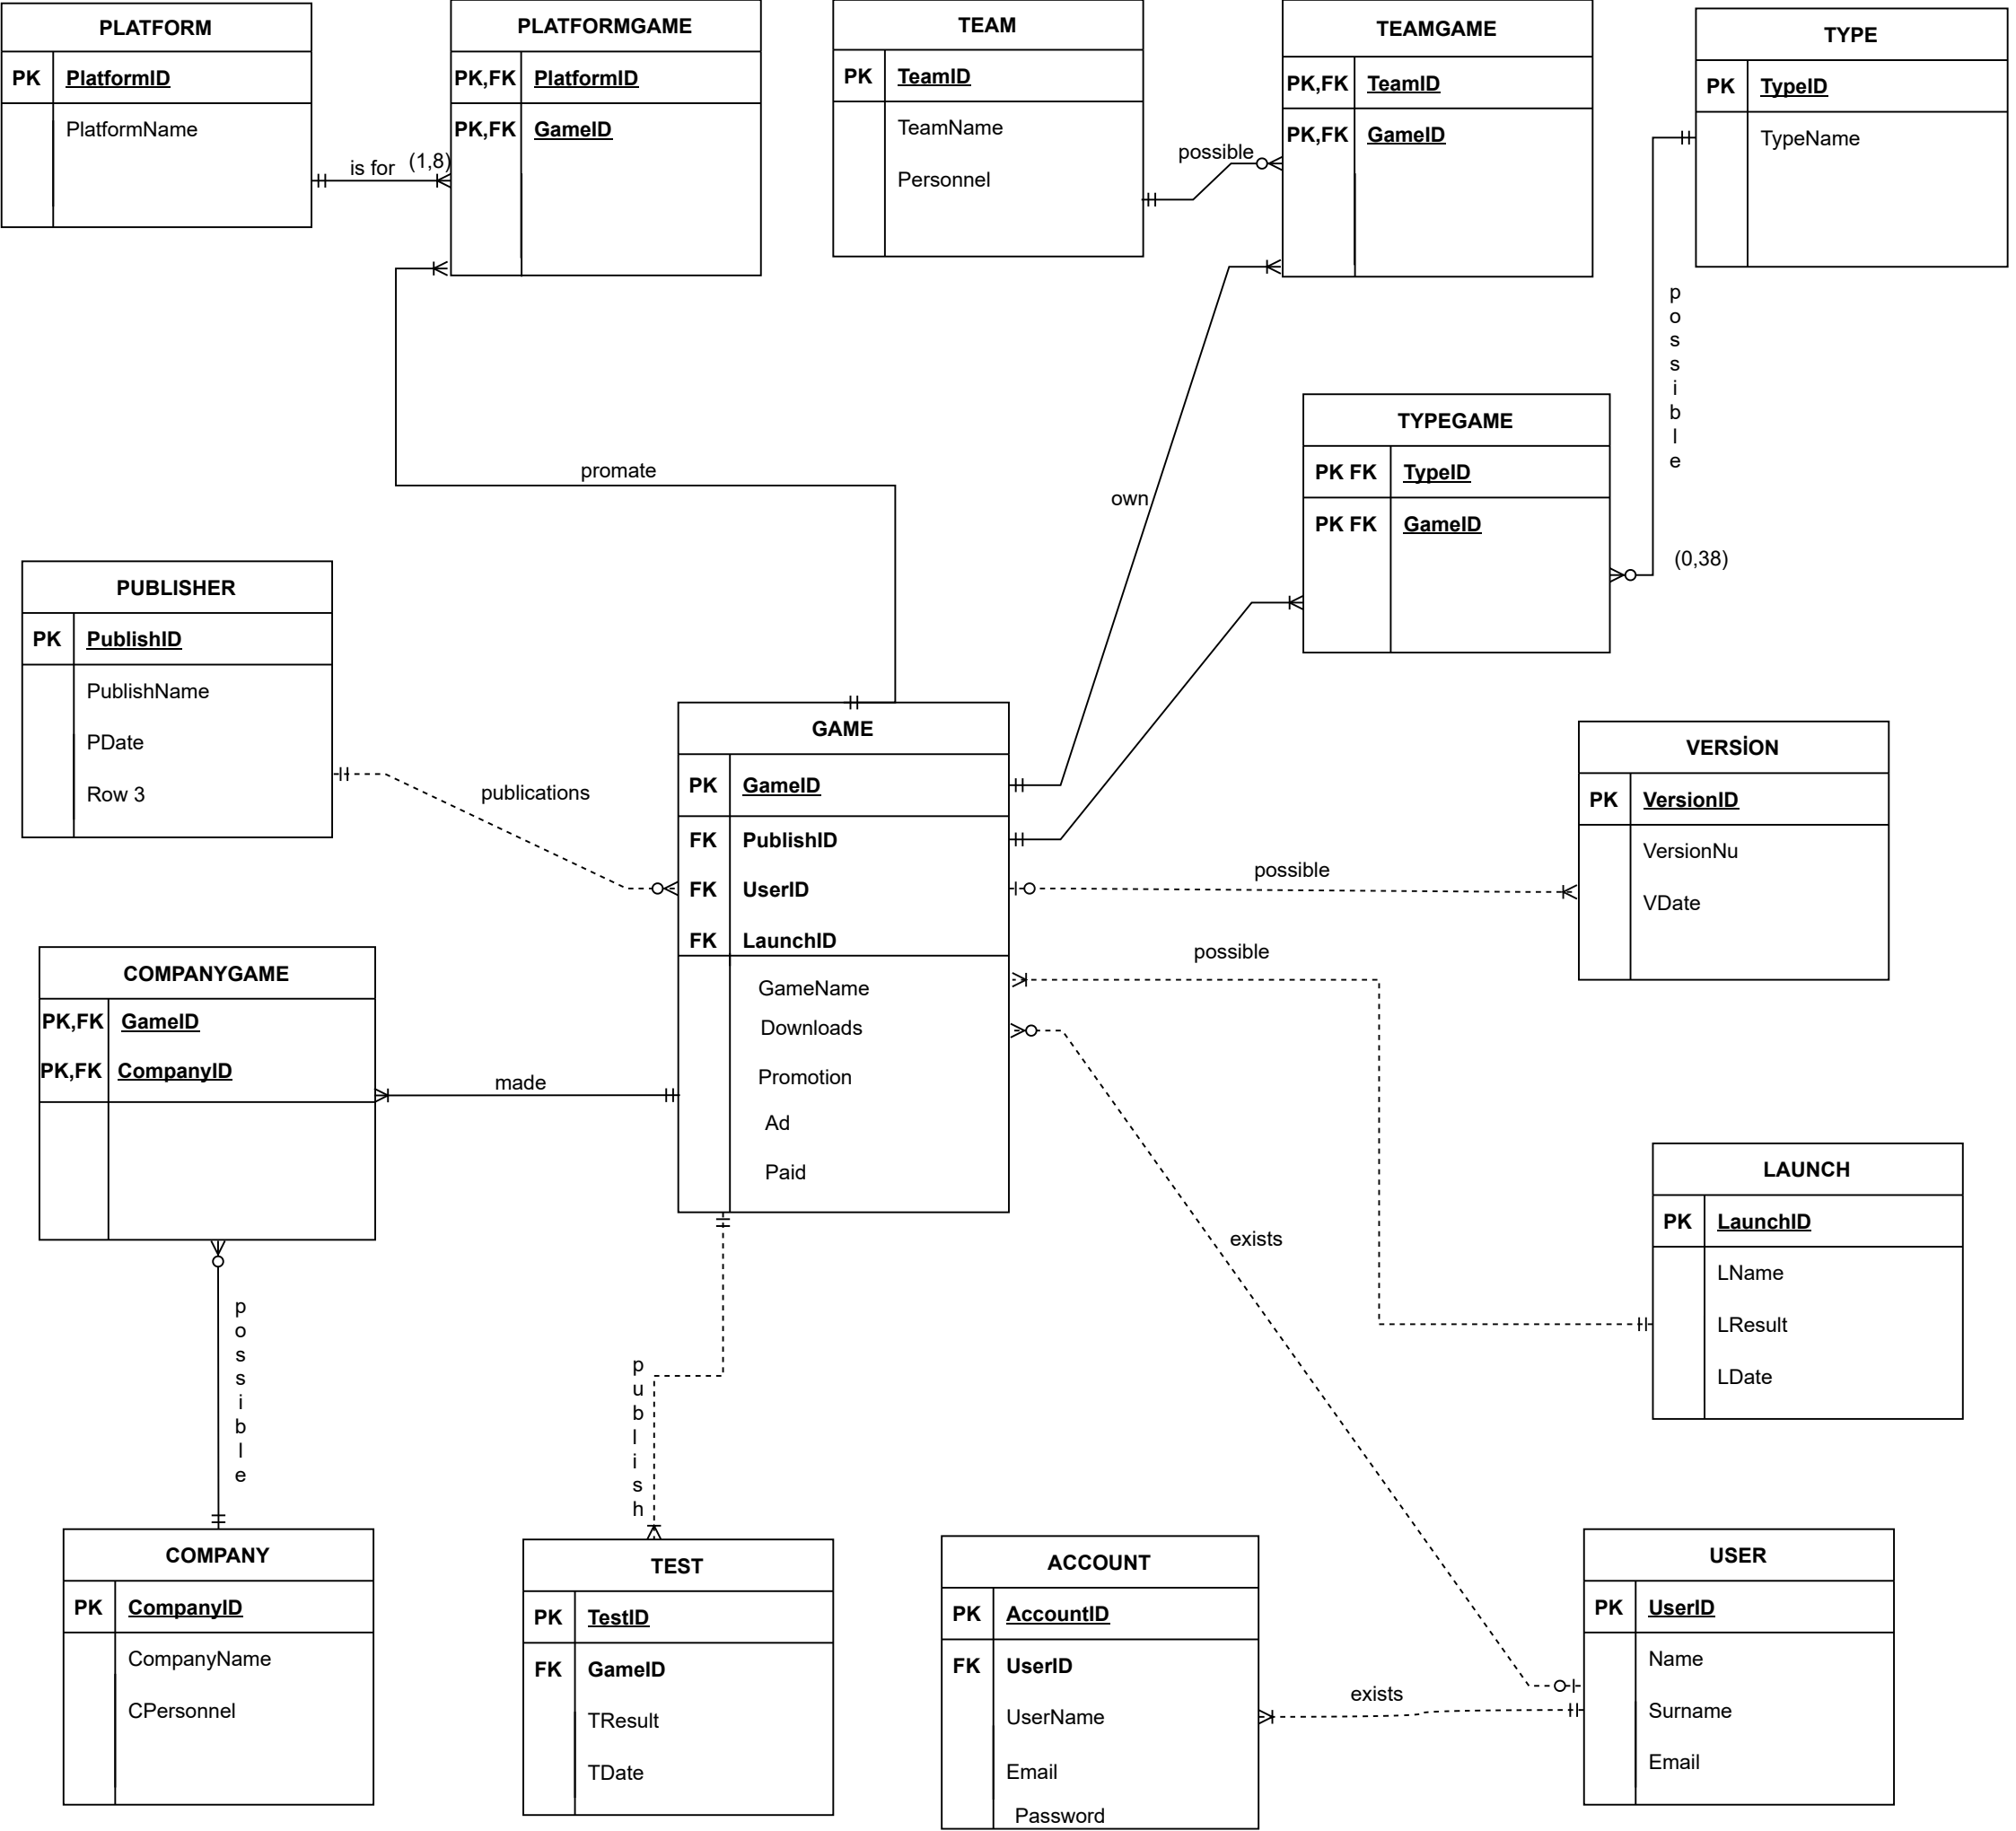 PLATFORM
PK PlatformID
PlatformName
is for (1,8)
PLATFORMGAME
PK,FK PlatformID
PK,FK GameID
TEAM
PK TeamID
TeamName
Personnel
possible
TEAMGAME
PK,FK TeamID
PK,FK GameID
TYPE
PK TypeID
TypeName
possible
(0,38)
TYPEGAME
PK FK TypeID
PK FK GameID
promate
own
PUBLISHER
PK PublishID
PublishName
PDate
Row 3
publications
GAME
PK GameID
FK PublishID
FK UserID
FK LaunchID
GameName
Downloads
Promotion
Ad
Paid
possible
VERSİON
PK VersionID
VersionNu
VDate
possible
COMPANYGAME
PK,FK GameID
PK,FK CompanyID
made
LAUNCH
PK LaunchID
LName
LResult
LDate
exists
possible
publish
COMPANY
PK CompanyID
CompanyName
CPersonnel
TEST
PK TestID
FK GameID
TResult
TDate
ACCOUNT
PK AccountID
FK UserID
UserName
Email
Password
exists
USER
PK UserID
Name
Surname
Email